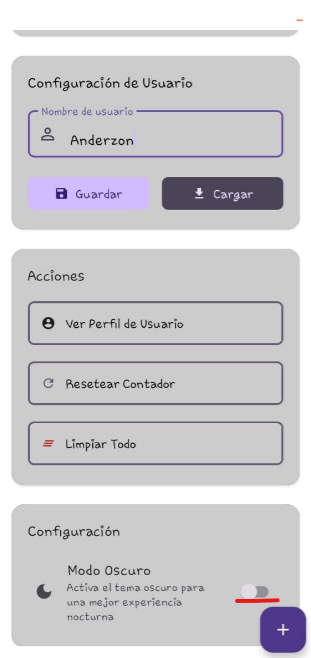 Configuración de Usuario
Nombre de usuario
Anderzon
Guardar
Cargar
Acciones
Ver Perfil de Usuario
Resetear Contador
Limpiar Todo
Configuración
Modo Oscuro
Activa el tema oscuro para
una mejor experiencia
nocturna
+